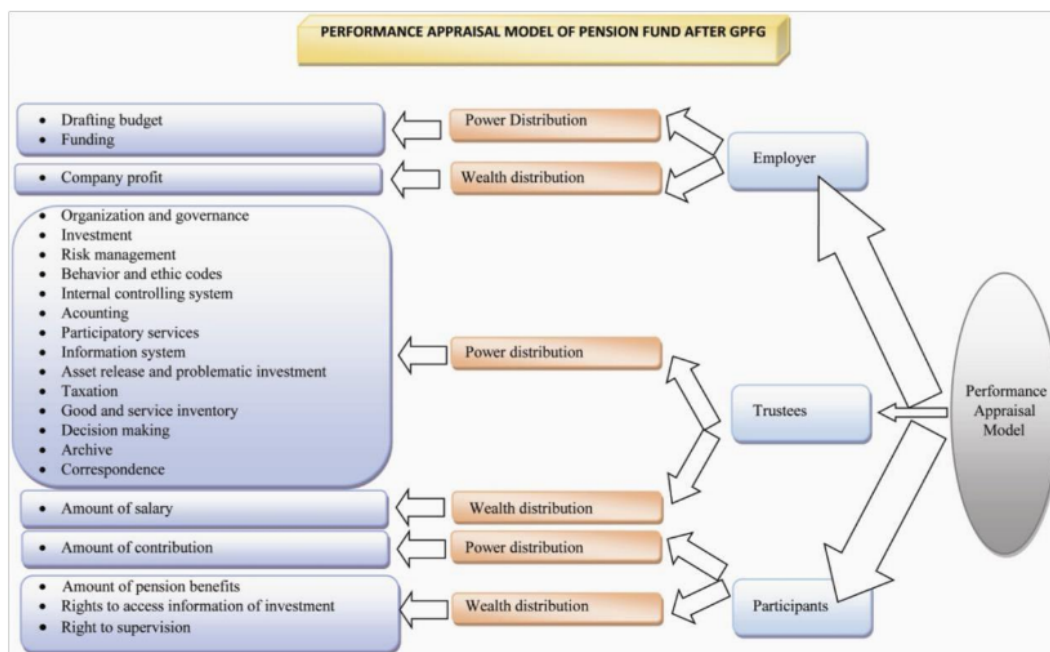 PERFORMANCE APPRAISAL MODEL OF PENSION FUND AFTER GPFG
• Drafting budget
• Funding
Power Distribution
Employer
• Company profit
Wealth distribution
• Organization and governance
• Investment
• Risk management
• Behavior and ethic codes
• Internal controlling system
• Acounting
• Participatory services
• Information system
• Asset release and problematic investment
• Taxation
• Good and service inventory
• Decision making
• Archive
• Correspondence
Power distribution
Trustees
Performance
Appraisal
Model
• Amount of salary
Wealth distribution
• Amount of contribution
Power distribution
• Amount of pension benefits
• Rights to access information of investment
• Right to supervision
Wealth distribution
Participants